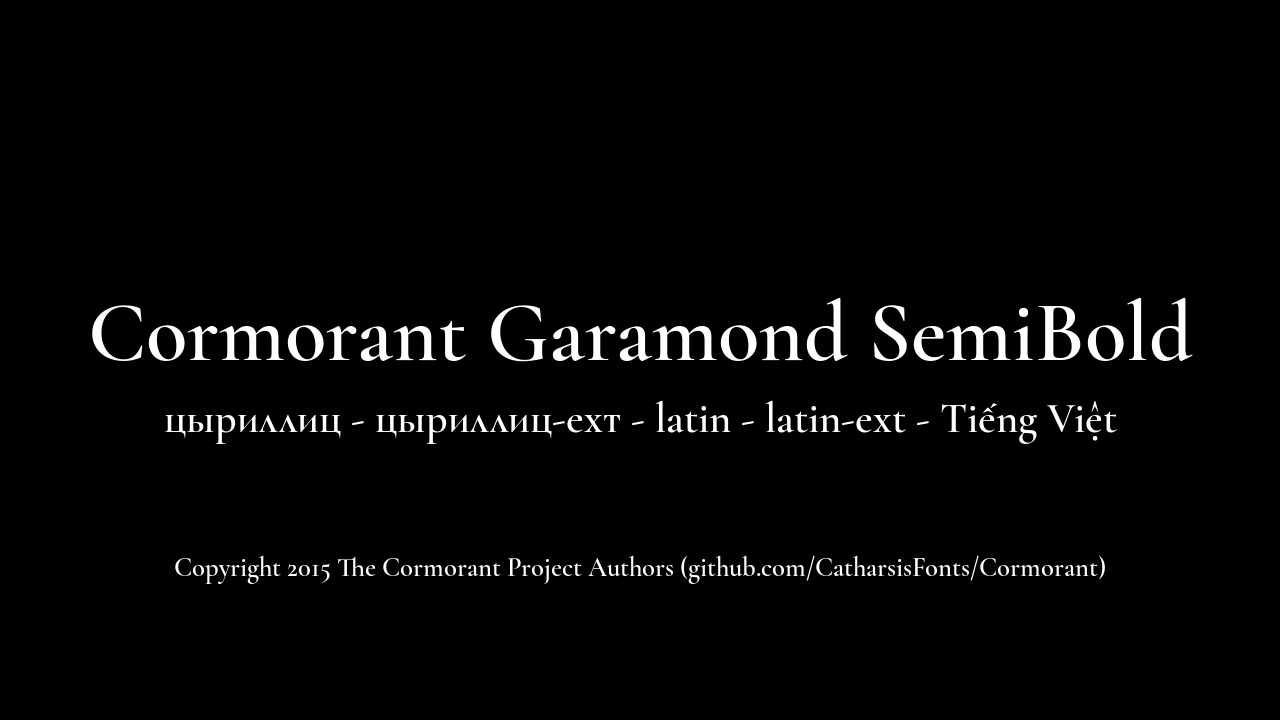 Cormorant Garamond SemiBold
цыриллиц - цыриллиц-ехт - latin - latin-ext - Tiếng Việt
Copyright 2015 The Cormorant Project Authors (github.com/CatharsisFonts/Cormorant)